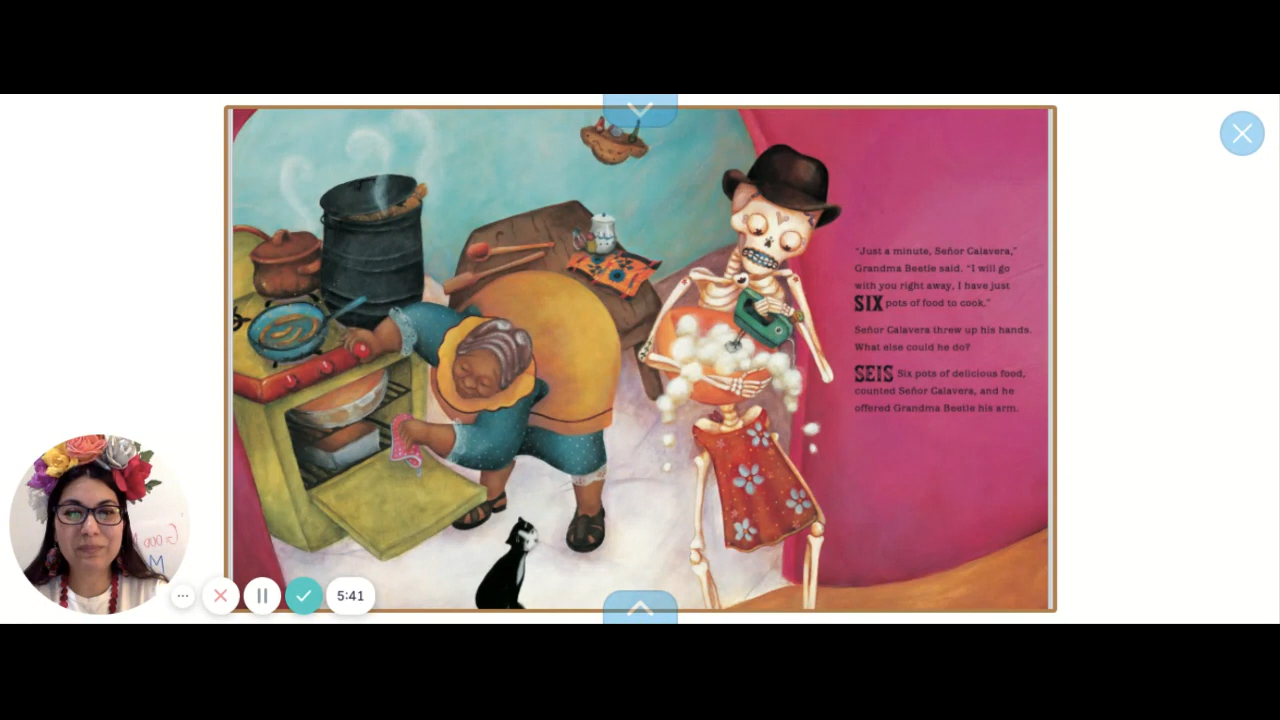 "Just a minute, Señor Calavera,"
Grandma Beetle said. "I will go
with you right away, I have just
SIX pots of food to cook."
Señor Calavera threw up his hands.
What else could he do?
SEIS Six pots of delicious food,
counted Señor Calavera, and he
offered Grandma Beetle his arm.
5:41